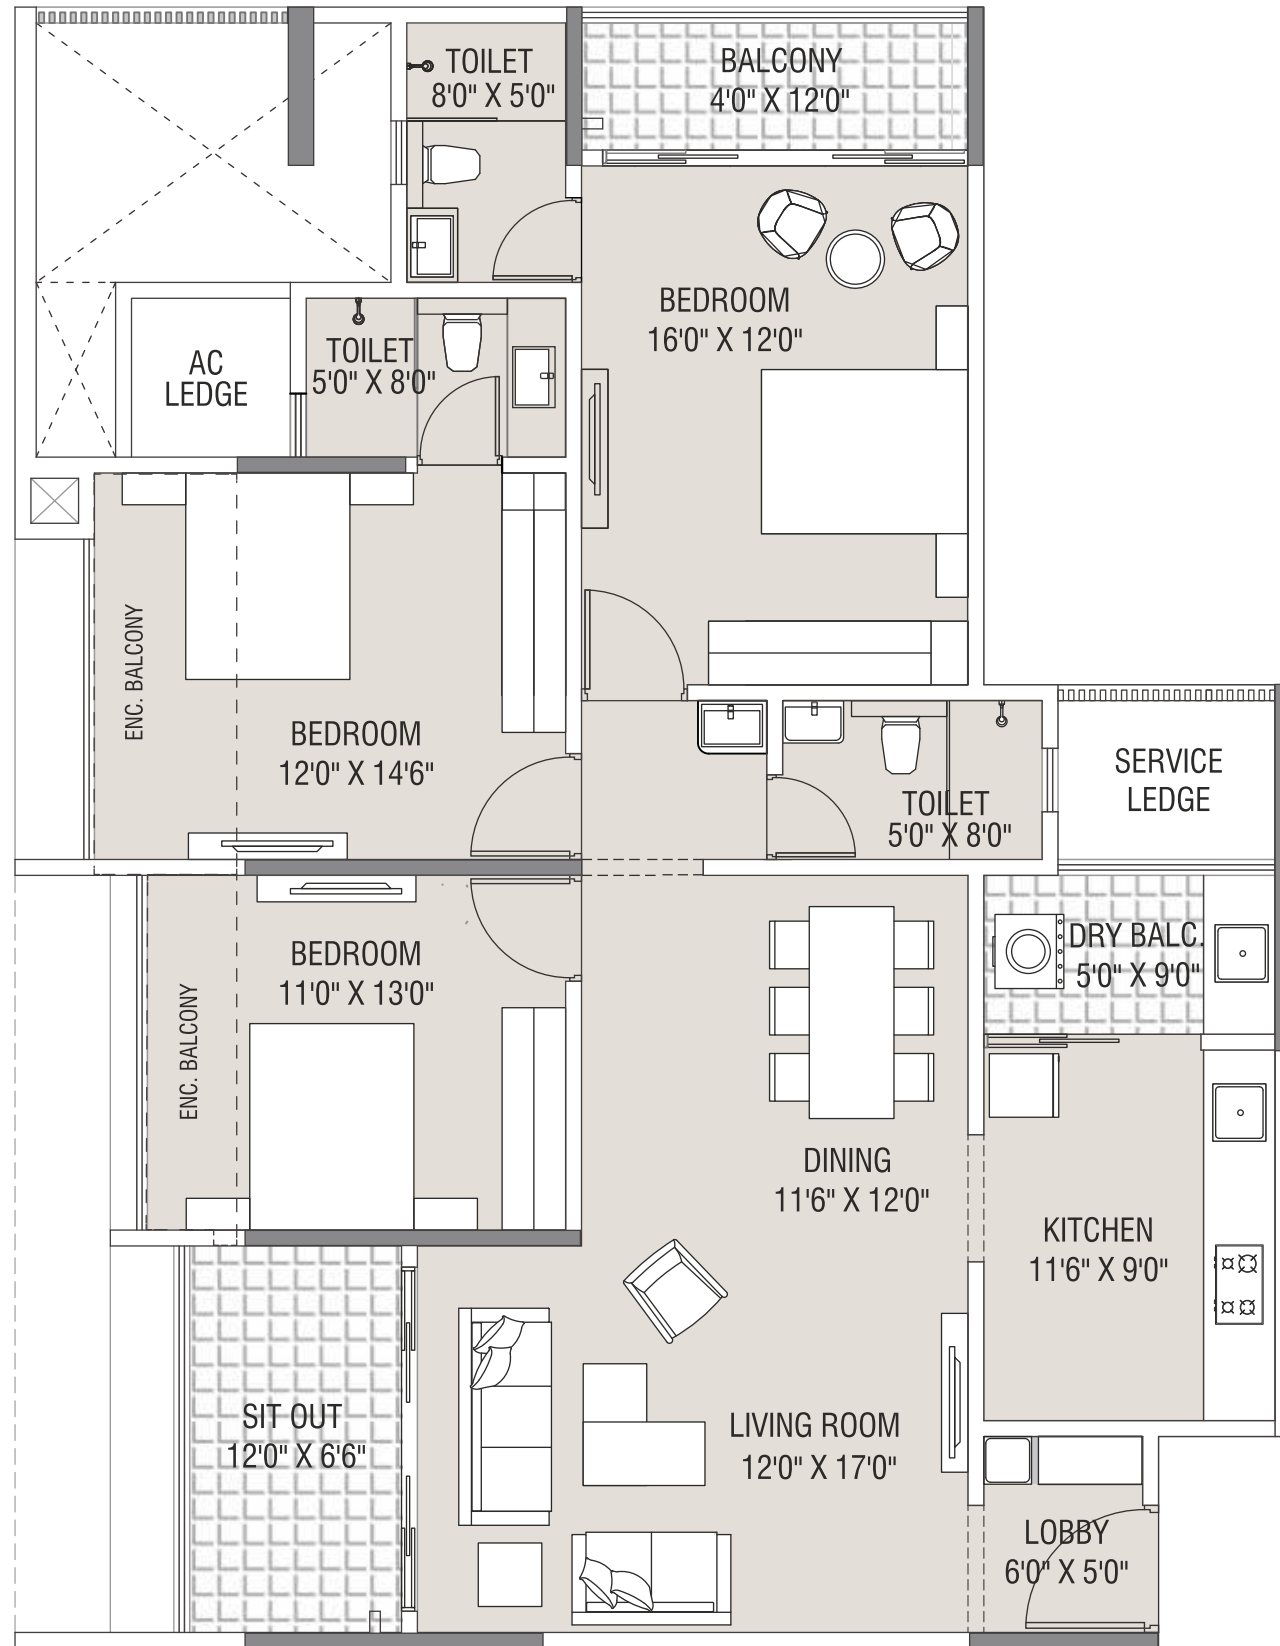 TOILET
8'0" X 5'0"
BALCONY
4'0" X 12'0"
BEDROOM
16'0" X 12'0"
AC
LEDGE
TOILET
5'0" X 8'0"
ENC. BALCONY
BEDROOM
12'0" X 14'6"
TOILET
5'0" X 8'0"
SERVICE
LEDGE
BEDROOM
11'0" X 13'0"
ENC. BALCONY
DRY BALC.
5'0" X 9'0"
DINING
11'6" X 12'0"
KITCHEN
11'6" X 9'0"
SIT OUT
12'0" X 6'6"
LIVING ROOM
12'0" X 17'0"
LOBBY
6'0" X 5'0"